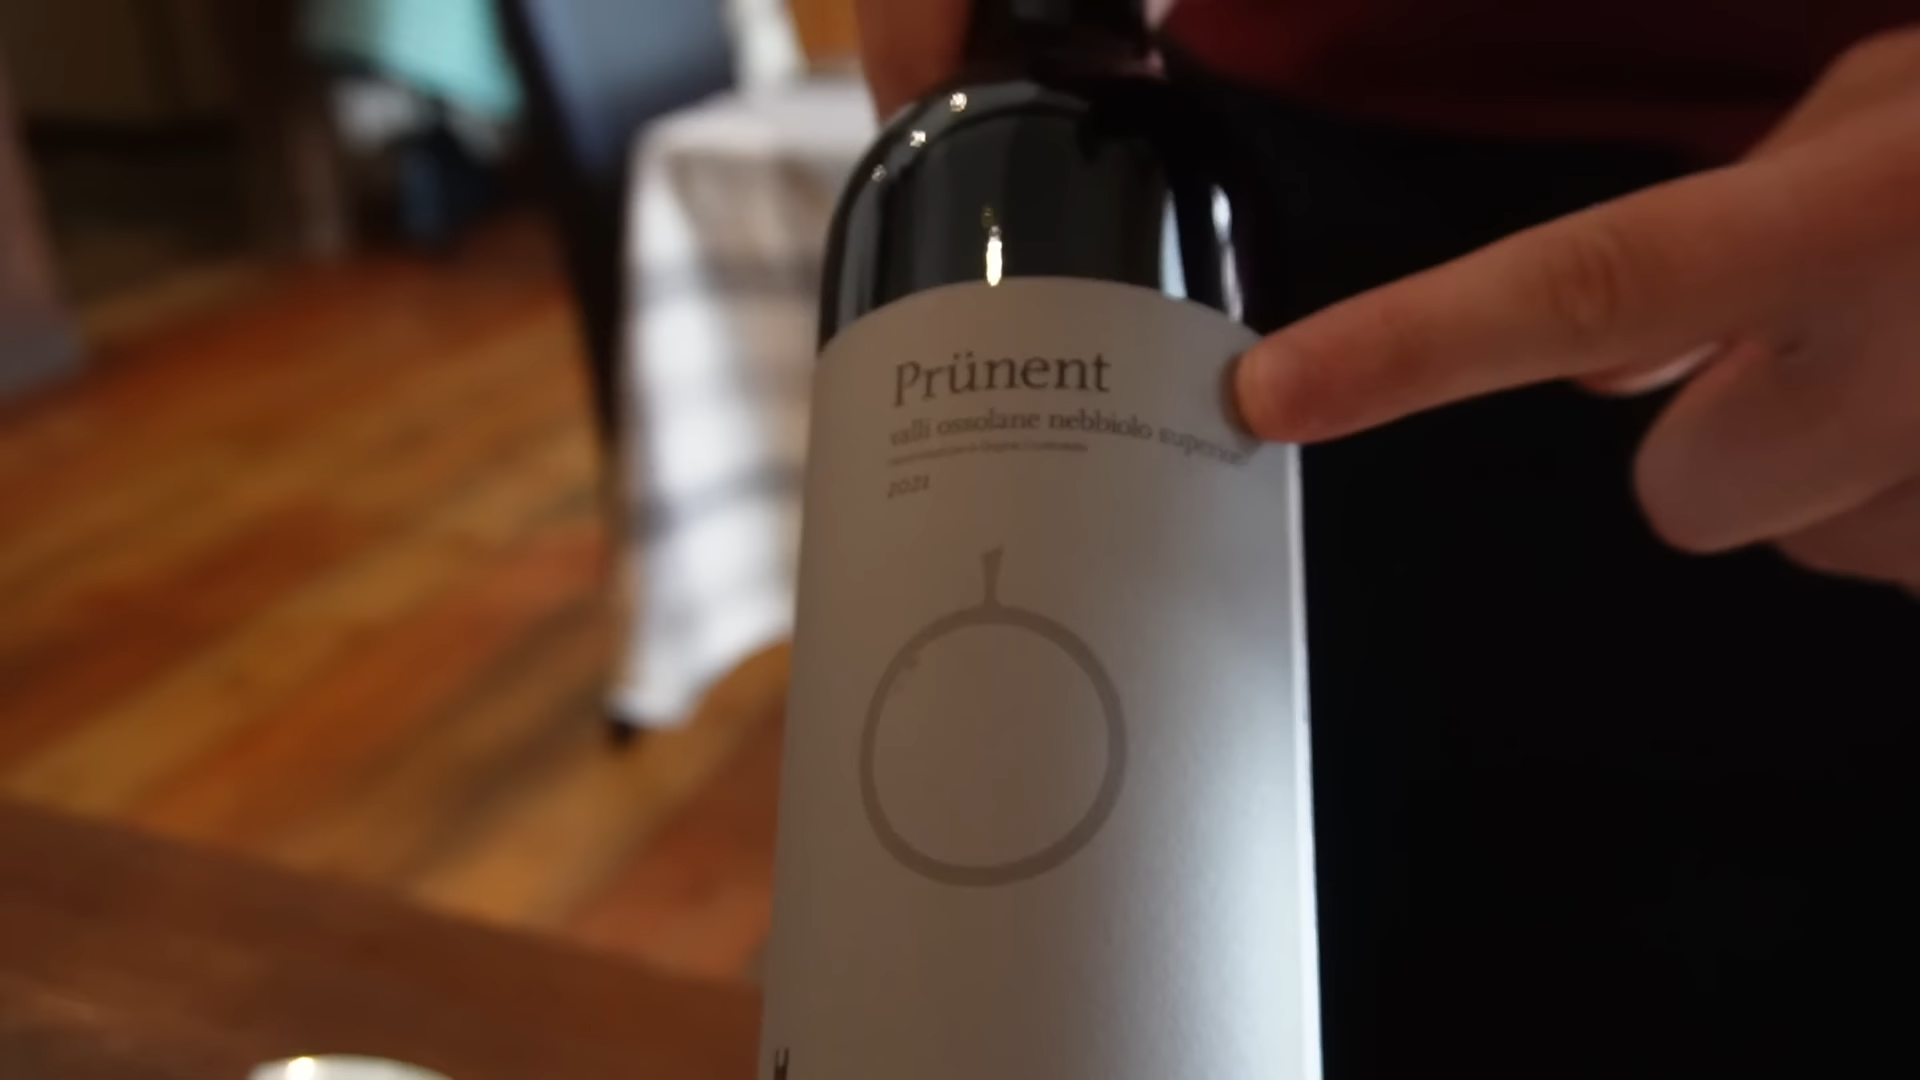 Prünent
valli ossolane nebbiolo superiore
2021